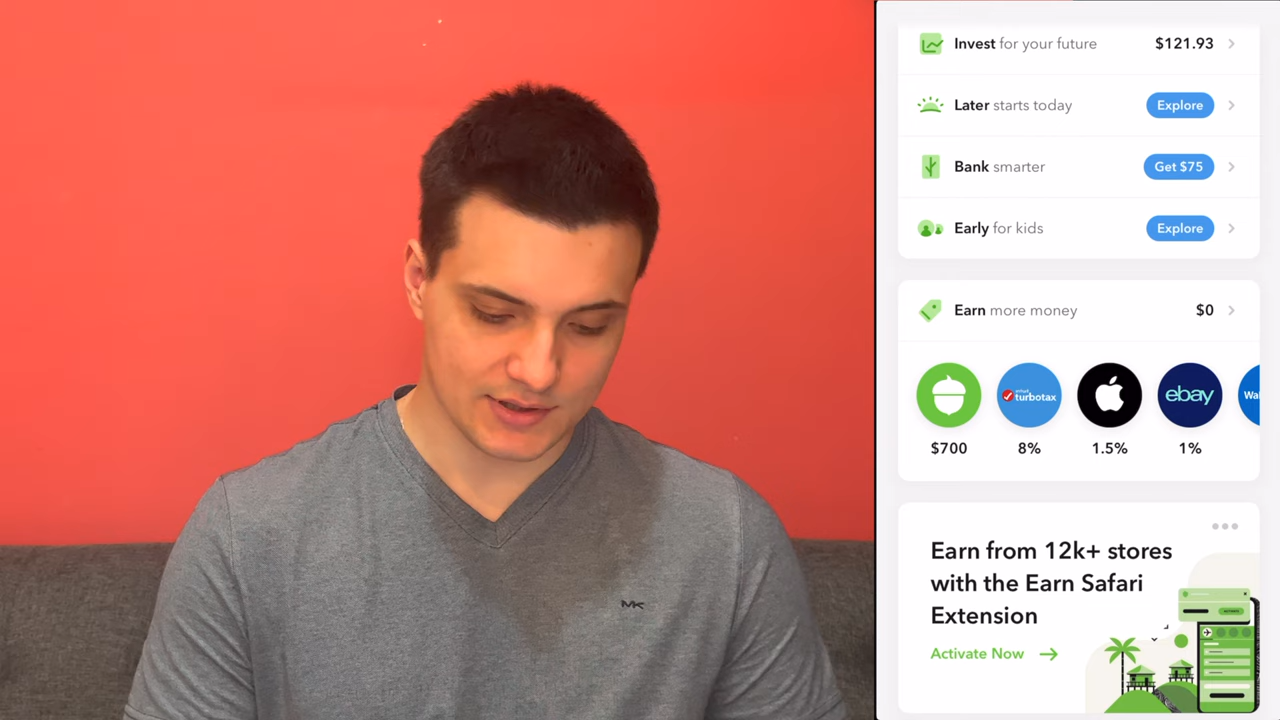 Invest for your future $121.93
Later starts today Explore
Bank smarter Get $75
Early for kids Explore
Earn more money $0
intuit turbotax
ebay
$700 8% 1.5% 1%
Earn from 12k+ stores
with the Earn Safari
Extension
Activate Now
MK